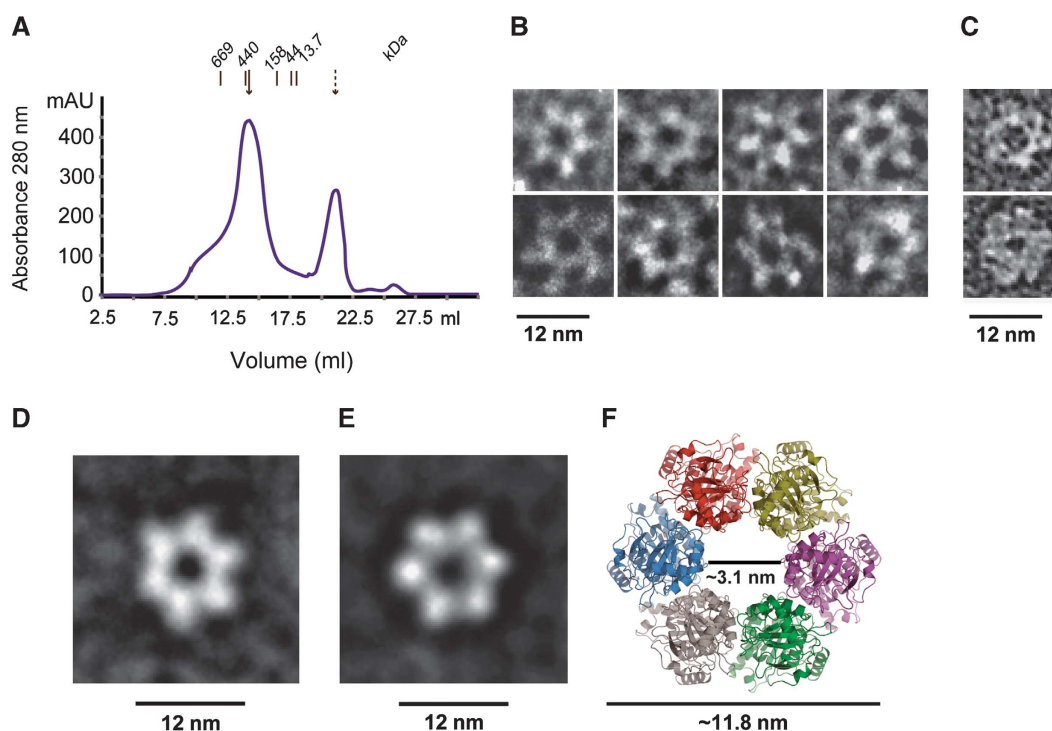 A
B
C
669 440 158 44 13.7 kDa
mAU
400
300
200
100
0
Absorbance 280 nm
2.5 7.5 12.5 17.5 22.5 27.5 ml
Volume (ml)
12 nm
12 nm
D
E
F
~3.1 nm
12 nm
12 nm
~11.8 nm